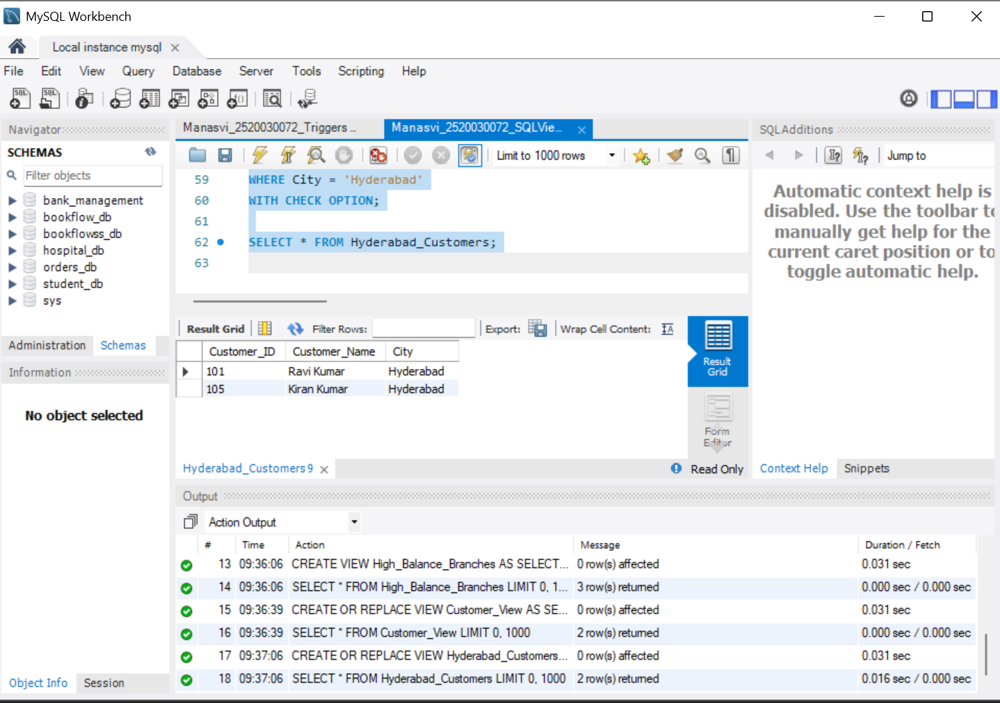 MySQL Workbench
Local instance mysql
File Edit View Query Database Server Tools Scripting Help
Navigator
SCHEMAS
Filter objects
bank_management
bookflow_db
bookflowss_db
hospital_db
orders_db
student_db
sys
Administration Schemas
Information
No object selected
Object Info Session
Manasvi_2520030072_Triggers... Manasvi_2520030072_SQLVie...
Limit to 1000 rows
59 WHERE City = 'Hyderabad'
60 WITH CHECK OPTION;
61
62 SELECT * FROM Hyderabad_Customers;
63
Result Grid Filter Rows: Export: Wrap Cell Content:
Customer_ID Customer_Name City
101 Ravi Kumar Hyderabad
105 Kiran Kumar Hyderabad
Result
Grid
Form
Editor
Hyderabad_Customers 9 Read Only
SQLAdditions
Jump to
Automatic context help is
disabled. Use the toolbar to
manually get help for the
current caret position or to
toggle automatic help.
Context Help Snippets
Output
Action Output
# Time Action Message Duration / Fetch
13 09:36:06 CREATE VIEW High_Balance_Branches AS SELECT... 0 row(s) affected 0.031 sec
14 09:36:06 SELECT * FROM High_Balance_Branches LIMIT 0, 1... 3 row(s) returned 0.000 sec / 0.000 sec
15 09:36:39 CREATE OR REPLACE VIEW Customer_View AS SE... 0 row(s) affected 0.031 sec
16 09:36:39 SELECT * FROM Customer_View LIMIT 0, 1000 2 row(s) returned 0.000 sec / 0.000 sec
17 09:37:06 CREATE OR REPLACE VIEW Hyderabad_Customers... 0 row(s) affected 0.031 sec
18 09:37:06 SELECT * FROM Hyderabad_Customers LIMIT 0, 1000 2 row(s) returned 0.016 sec / 0.000 sec